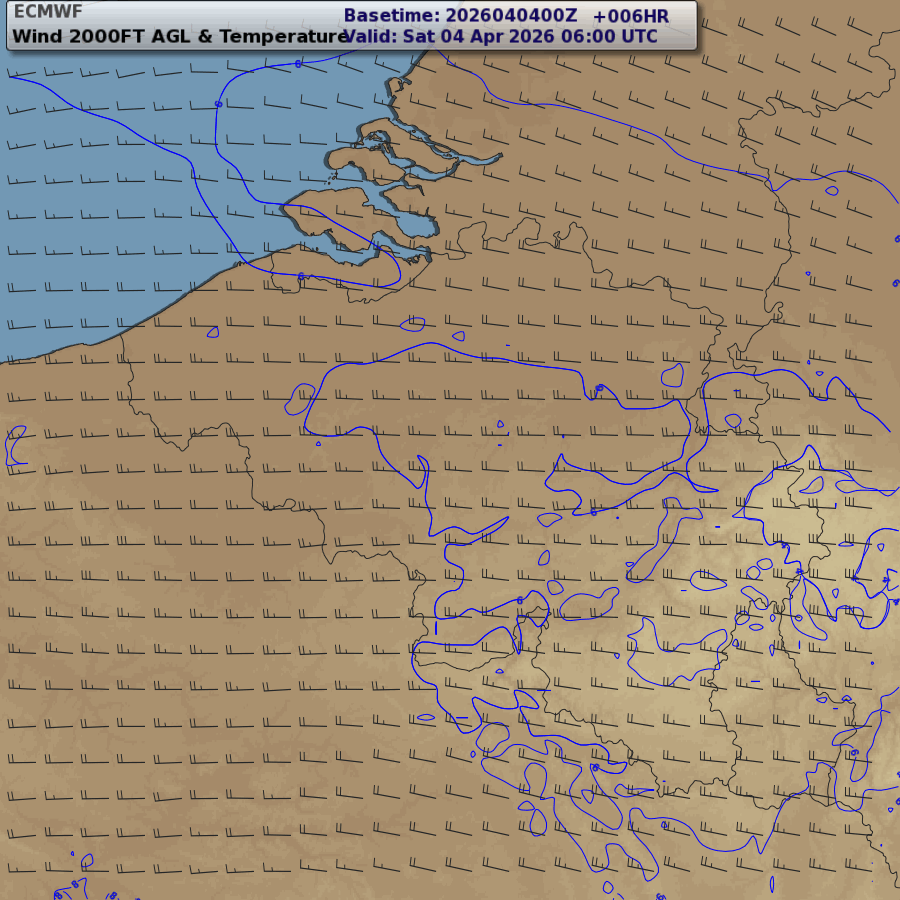 ECMWF
Basetime: 2026040400Z +006HR
Wind 2000FT AGL & Temperature
Valid: Sat 04 Apr 2026 06:00 UTC